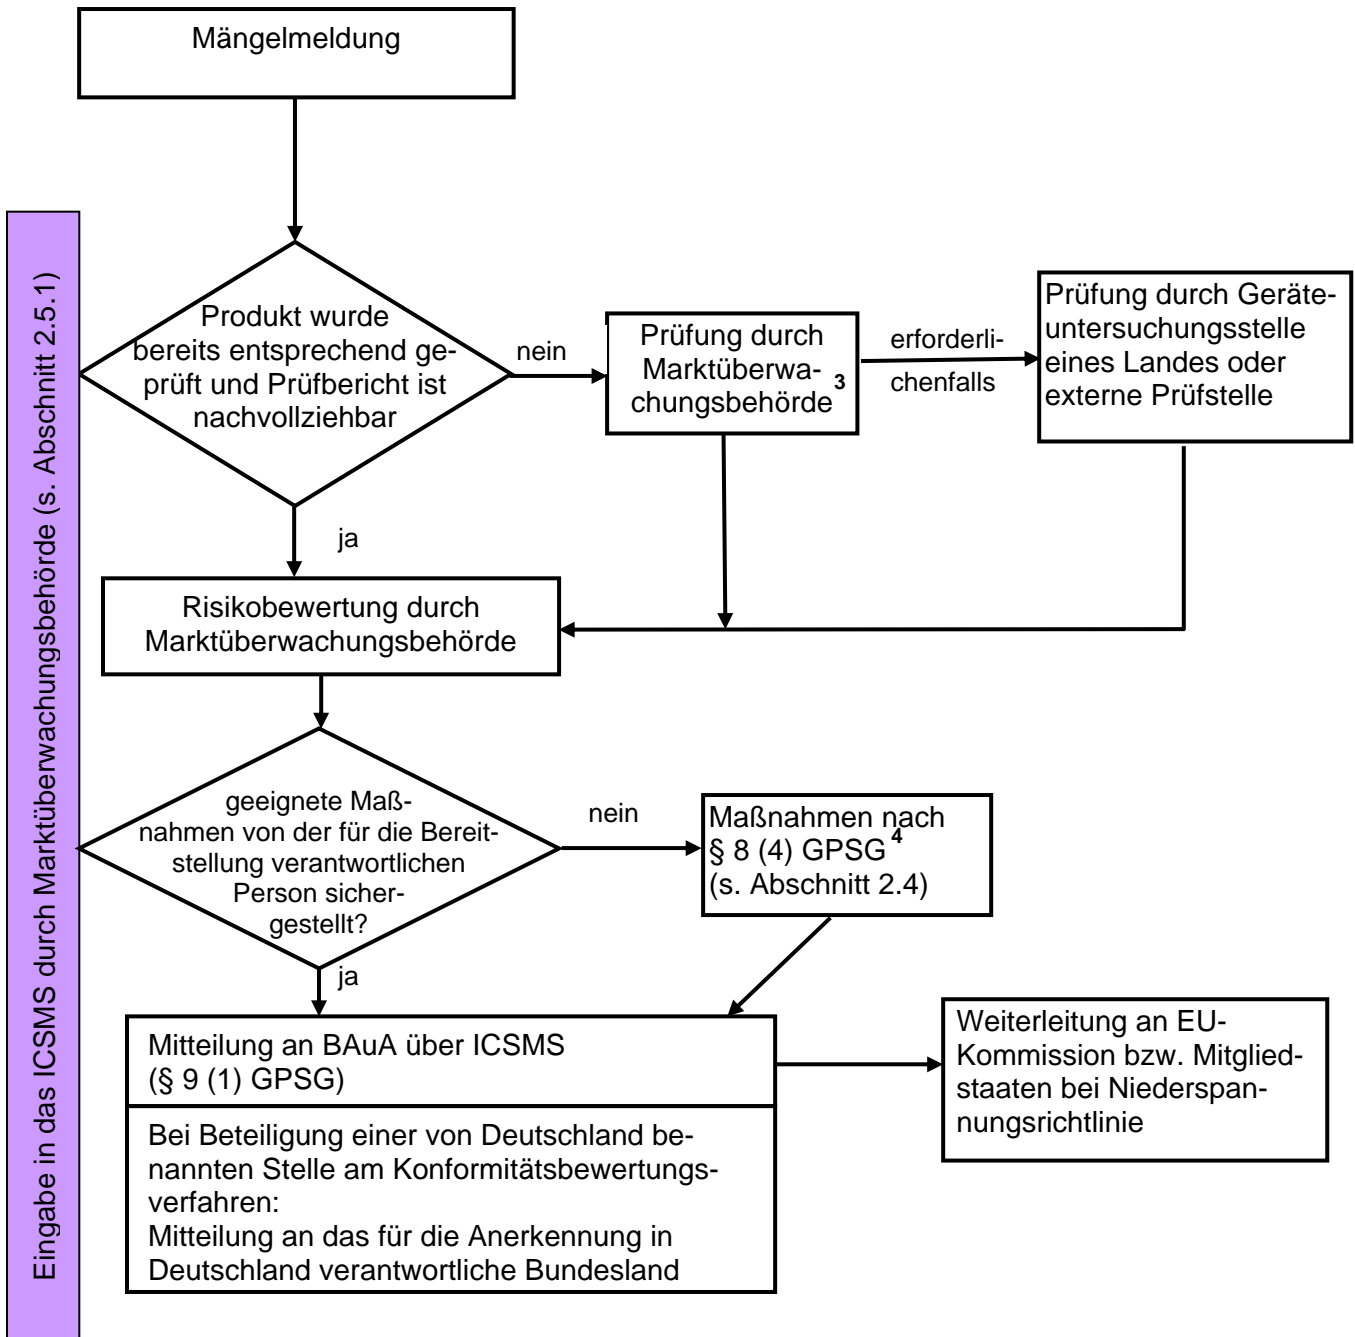 Mängelmeldung
Eingabe in das ICSMS durch Marktüberwachungsbehörde (s. Abschnitt 2.5.1)
Produkt wurde
bereits entsprechend ge-
prüft und Prüfbericht ist
nachvollziehbar
nein
Prüfung durch
Marktüberwa-
chungsbehörde3
erforderli-
chenfalls
Prüfung durch Geräte-
untersuchungsstelle
eines Landes oder
externe Prüfstelle
ja
Risikobewertung durch
Marktüberwachungsbehörde
geeignete Maß-
nahmen von der für die Bereit-
stellung verantwortlichen
Person sicher-
gestellt?
nein
Maßnahmen nach
§ 8 (4) GPSG4
(s. Abschnitt 2.4)
ja
Mitteilung an BAuA über ICSMS
(§ 9 (1) GPSG)
Bei Beteiligung einer von Deutschland be-
nannten Stelle am Konformitätsbewertungs-
verfahren:
Mitteilung an das für die Anerkennung in
Deutschland verantwortliche Bundesland
Weiterleitung an EU-
Kommission bzw. Mitglied-
staaten bei Niederspan-
nungsrichtlinie